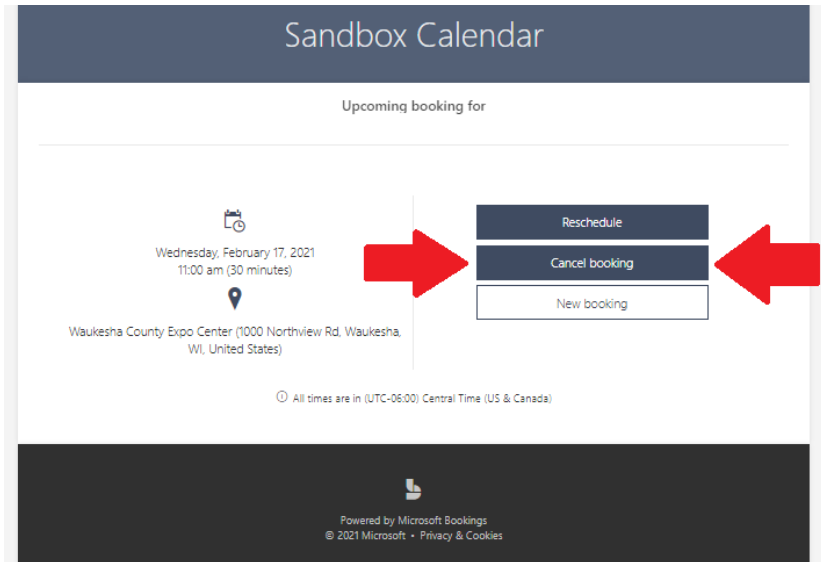 Sandbox Calendar
Upcoming booking for
Wednesday, February 17, 2021
11:00 am (30 minutes)
Waukesha County Expo Center (1000 Northview Rd, Waukesha,
WI, United States)
Reschedule
Cancel booking
New booking
All times are in (UTC-06:00) Central Time (US & Canada)
Powered by Microsoft Bookings
© 2021 Microsoft • Privacy & Cookies